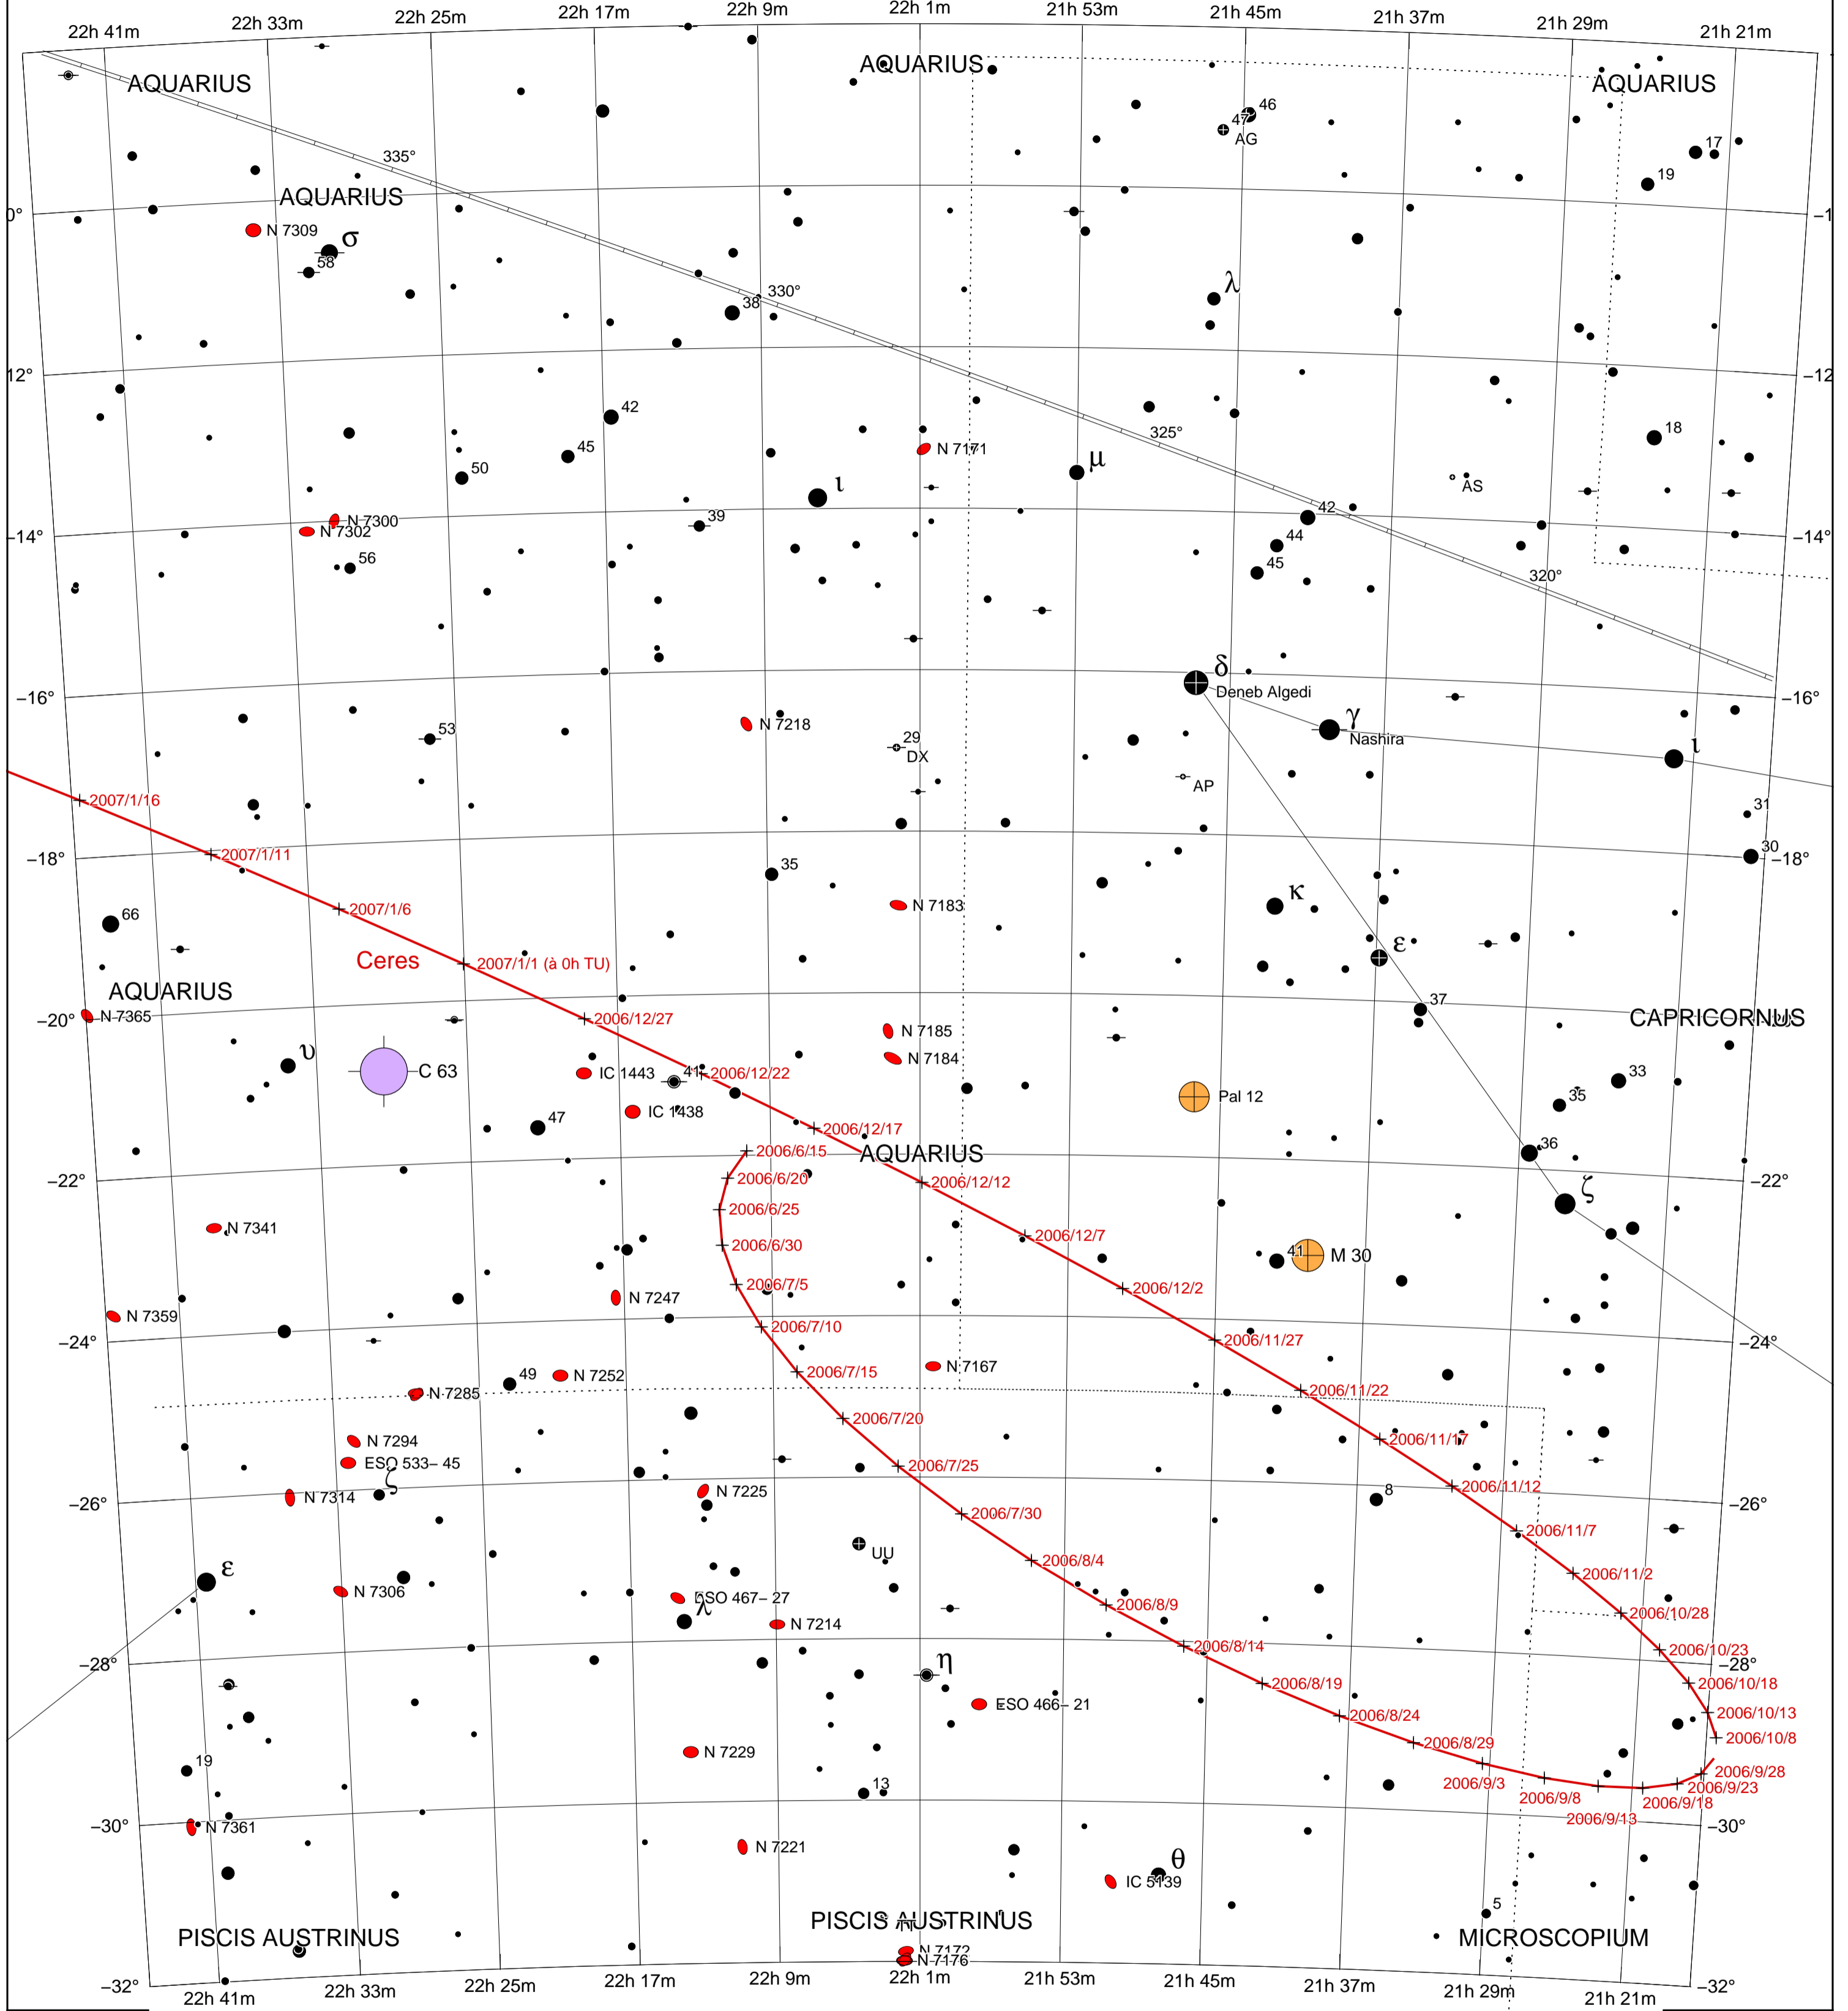 22h 41m 22h 33m 22h 25m 22h 17m 22h 9m 22h 1m 21h 53m 21h 45m 21h 37m 21h 29m 21h 21m
AQUARIUS AQUARIUS AQUARIUS
46
47
AG
17
335°
19
AQUARIUS
0° −1
N 7309 σ
58
λ
330°
38
12° −12
42
325°
18
45 N 7171 μ
50
ι
AS
42
39
N 7300
N 7302
−14° −14°
44
56 45
320°
δ
Deneb Algedi
−16° −16°
γ
Nashira
N 7218
53 29
DX
ι
AP
2007/1/16
31
2007/1/11
30
−18° −18°
35
κ
2007/1/6
N 7183
66
ε
Ceres 2007/1/1 (à 0h TU)
AQUARIUS
37
N 7365
−20°
2006/12/27
CAPRICORNUS
N 7185
υ
N 7184
C 63 IC 1443 41 2006/12/22
33
35
Pal 12
IC 1438
47
2006/12/17
36
2006/6/15 AQUARIUS
2006/6/20 2006/12/12
−22° −22°
ζ
2006/6/25
N 7341
2006/12/7
2006/6/30 41 M 30
2006/7/5 2006/12/2
N 7247
N 7359
2006/7/10
2006/11/27
−24° −24°
N 7167
49 N 7252 2006/7/15
N 7285
2006/11/22
2006/7/20
N 7294 2006/11/17
ESO 533− 45 2006/7/25
ζ
N 7314 N 7225 8 2006/11/12
−26° −26°
2006/7/30
2006/11/7
UU
2006/8/4
ε
2006/11/2
N 7306
ESO 467− 27
λ
2006/8/9
2006/10/28
N 7214
2006/8/14
2006/10/23
−28° −28°
η
2006/8/19 2006/10/18
ESO 466− 21
2006/8/24 2006/10/13
2006/10/8
2006/8/29
N 7229
19
2006/9/28
13 2006/9/3
2006/9/23
2006/9/8
2006/9/18
2006/9/13
−30° −30°
N 7361
N 7221
θ
IC 5139
5
PISCIS AUSTRINUS
PISCIS AUSTRINUS MICROSCOPIUM
N 7172
N 7176
−32° −32°
22h 41m 22h 33m 22h 25m 22h 17m 22h 9m 22h 1m 21h 53m 21h 45m 21h 37m 21h 29m 21h 21m